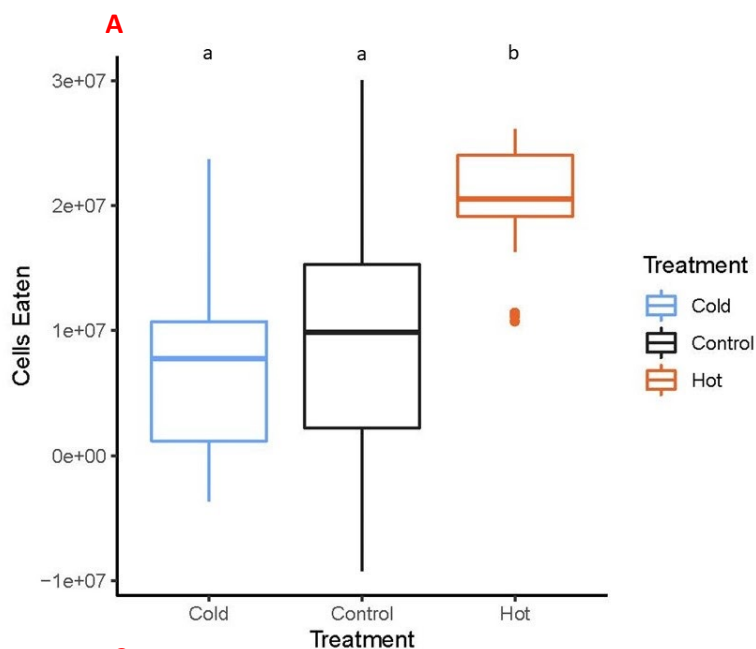 A
a a b
3e+07
2e+07
1e+07
0e+00
−1e+07
Cells Eaten
Cold Control Hot
Treatment
Treatment
Cold
Control
Hot